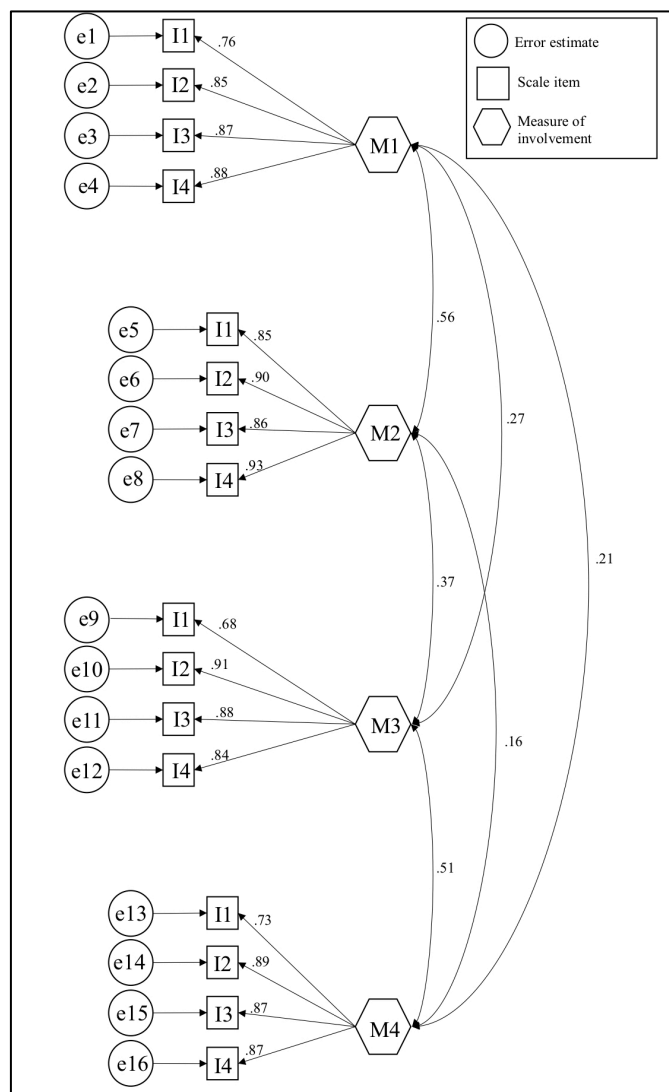 e1 I1 .76
e2 I2 .85
e3 I3 .87
e4 I4 .88
M1
Error estimate
Scale item
Measure of
involvement
.56
.27
.21
e5 I1 .85
e6 I2 .90
e7 I3 .86
e8 I4 .93
M2
.37
.16
e9 I1 .68
e10 I2 .91
e11 I3 .88
e12 I4 .84
M3
.51
e13 I1 .73
e14 I2 .89
e15 I3 .87
e16 I4 .87
M4